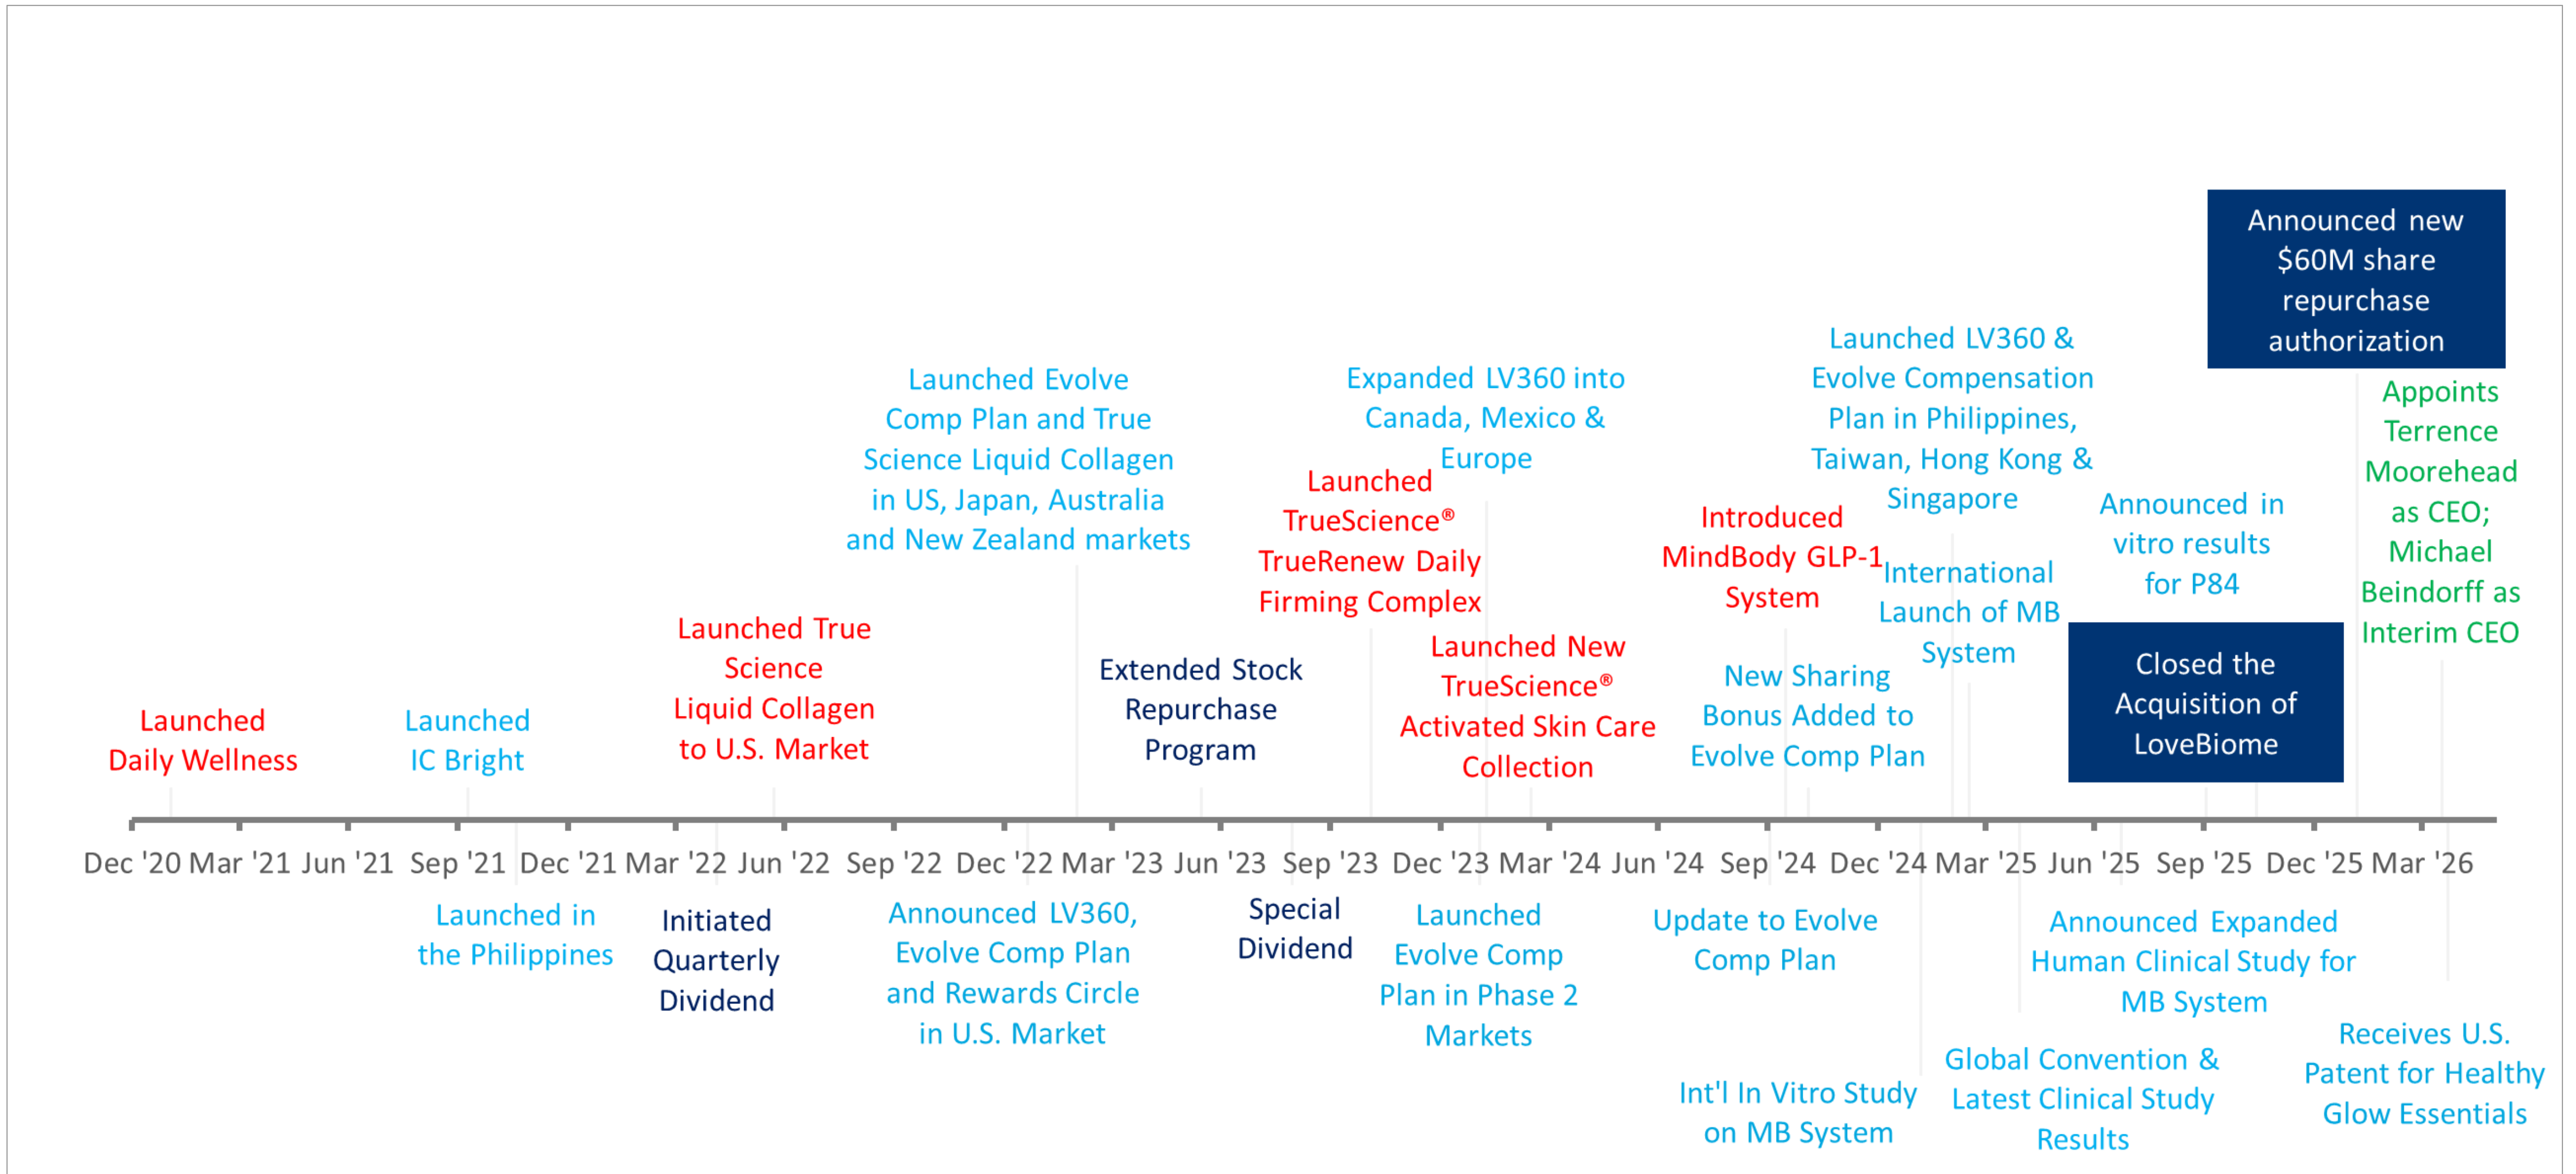 Announced new
$60M share
repurchase
authorization
Launched Evolve
Comp Plan and True
Science Liquid Collagen
in US, Japan, Australia
and New Zealand markets
Expanded LV360 into
Canada, Mexico &
Europe
Launched LV360 &
Evolve Compensation
Plan in Philippines,
Taiwan, Hong Kong &
Singapore
Appoints
Terrence
Moorehead
as CEO;
Michael
Beindorff as
Interim CEO
Launched
TrueScience®
TrueRenew Daily
Firming Complex
Introduced
MindBody GLP-1
System
Announced in
vitro results
for P84
International
Launch of MB
System
Launched
Daily Wellness
Launched
IC Bright
Launched True
Science
Liquid Collagen
to U.S. Market
Extended Stock
Repurchase
Program
Launched New
TrueScience®
Activated Skin Care
Collection
New Sharing
Bonus Added to
Evolve Comp Plan
Closed the
Acquisition of
LoveBiome
Dec '20 Mar '21 Jun '21 Sep '21 Dec '21 Mar '22 Jun '22 Sep '22 Dec '22 Mar '23 Jun '23 Sep '23 Dec '23 Mar '24 Jun '24 Sep '24 Dec '24 Mar '25 Jun '25 Sep '25 Dec '25 Mar '26
Launched in
the Philippines
Initiated
Quarterly
Dividend
Announced LV360,
Evolve Comp Plan
and Rewards Circle
in U.S. Market
Special
Dividend
Launched
Evolve Comp
Plan in Phase 2
Markets
Update to Evolve
Comp Plan
Int'l In Vitro Study
on MB System
Announced Expanded
Human Clinical Study for
MB System
Global Convention &
Latest Clinical Study
Results
Receives U.S.
Patent for Healthy
Glow Essentials